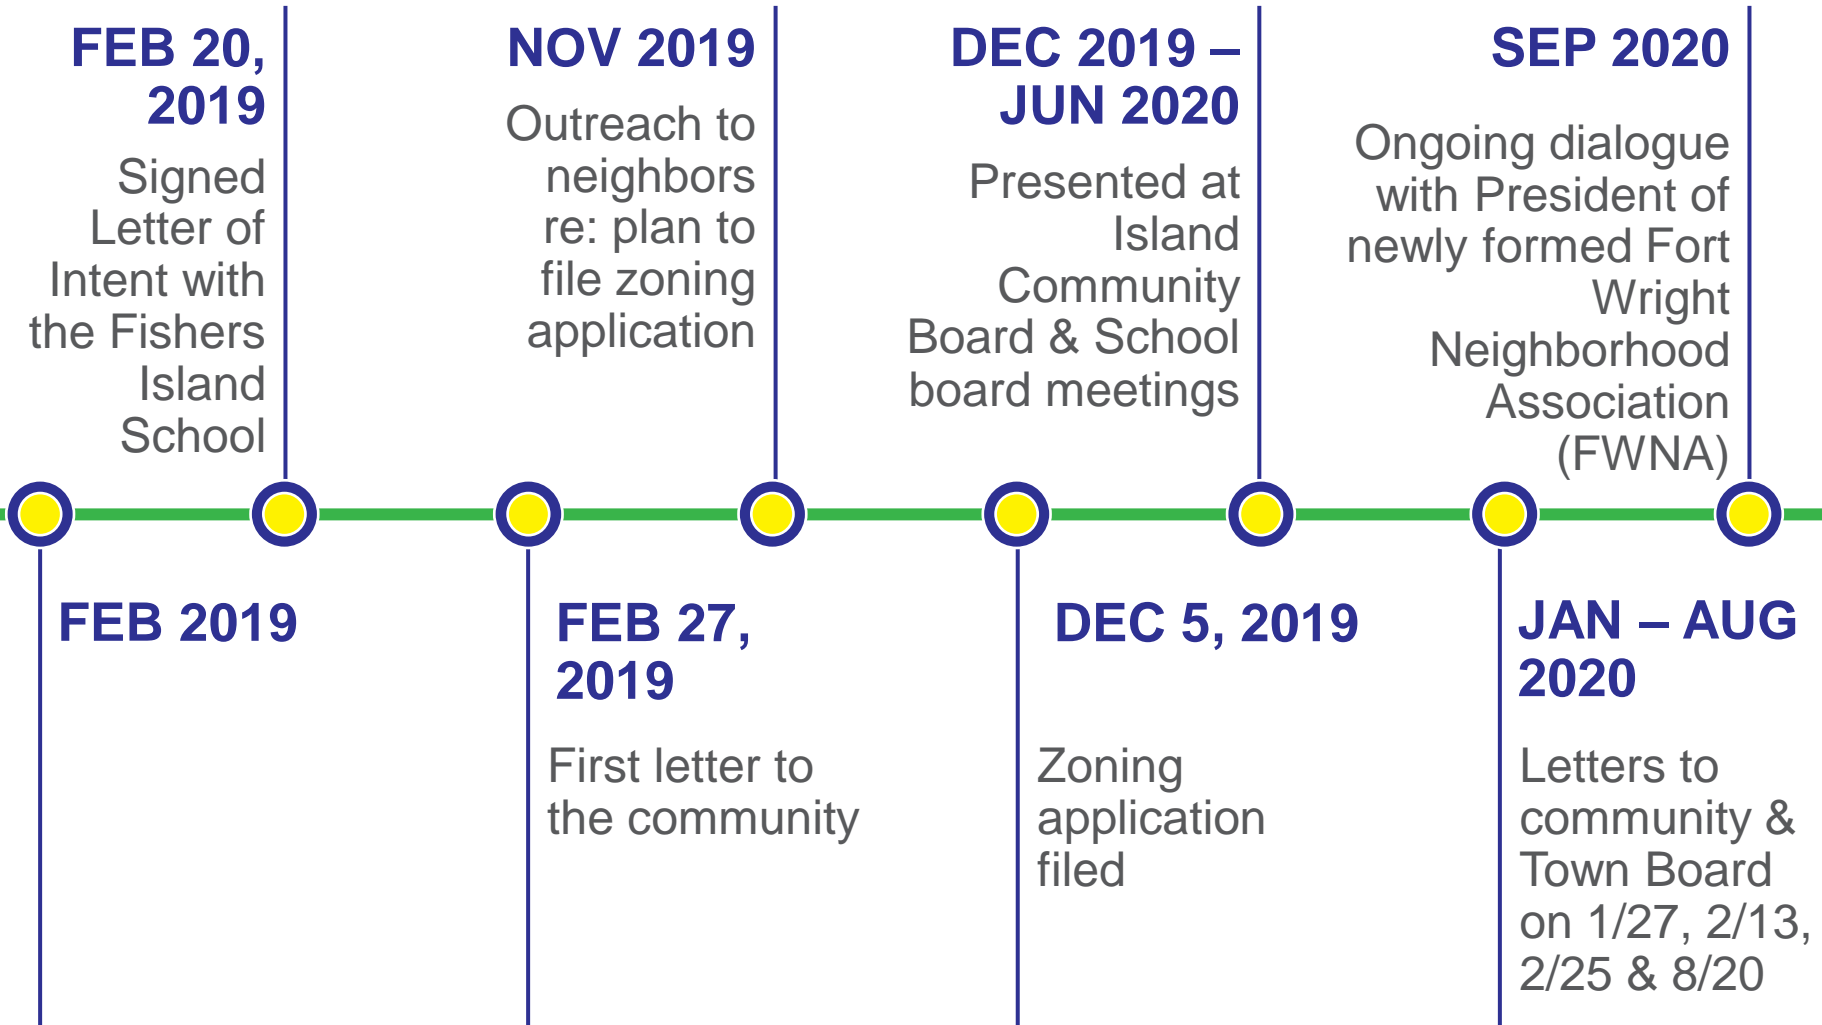 FEB 20,
2019
Signed
Letter of
Intent with
the Fishers
Island
School
NOV 2019
Outreach to
neighbors
re: plan to
file zoning
application
DEC 2019 –
JUN 2020
Presented at
Island
Community
Board & School
board meetings
SEP 2020
Ongoing dialogue
with President of
newly formed Fort
Wright
Neighborhood
Association
(FWNA)
FEB 2019
FEB 27,
2019
First letter to
the community
DEC 5, 2019
Zoning
application
filed
JAN – AUG
2020
Letters to
community &
Town Board
on 1/27, 2/13,
2/25 & 8/20